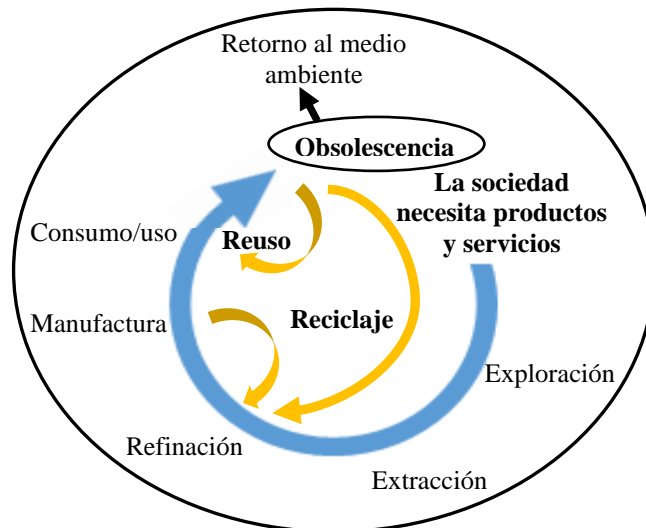 Retorno al medio
ambiente
Obsolescencia
La sociedad
necesita productos
y servicios
Consumo/uso
Reuso
Manufactura
Reciclaje
Exploración
Refinación
Extracción